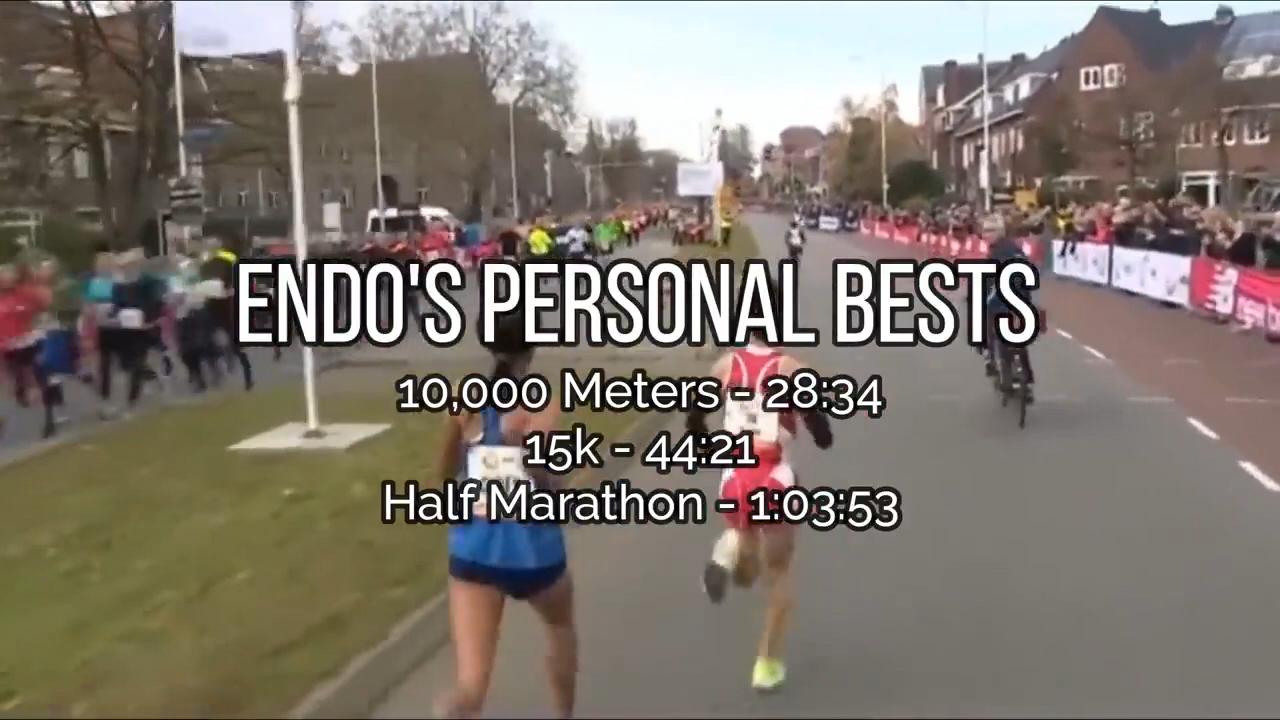 ENDO'S PERSONAL BESTS
10,000 Meters - 28:34
15k - 44:21
Half Marathon - 1:03:53